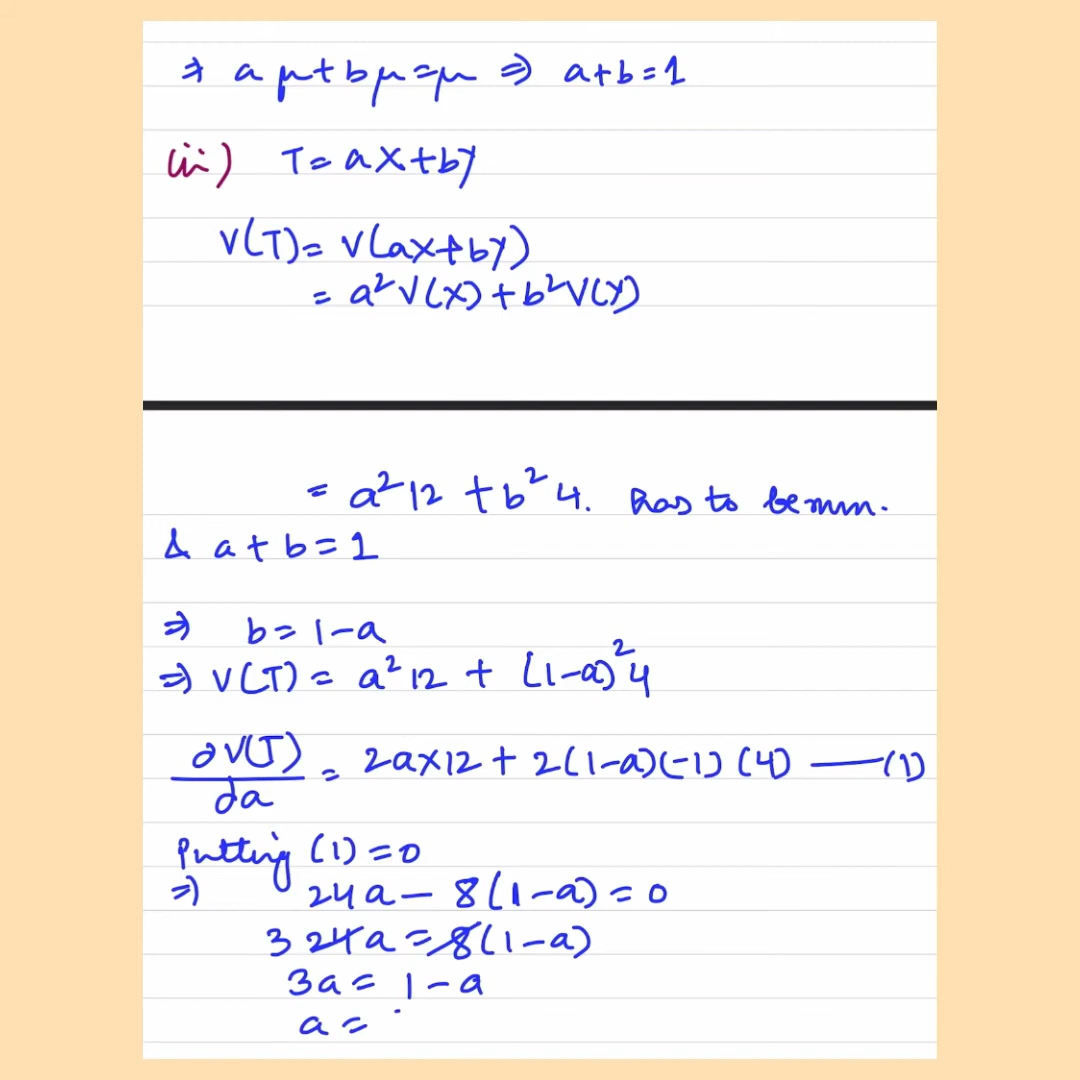 ⇒ aμ+bμ=μ ⇒ a+b=1
(ii) T= aX+bY
V(T)= V(aX+bY)
= a²V(X)+b²V(Y)
= a²12 +b²4. has to be min.
& a+b=1
⇒ b=1-a
⇒ V(T)= a²12 + (1-a)²4
∂V(T)/da = 2a×12+2(1-a)(-1)(4) —(1)
Putting (1)=0
⇒) 24a-8(1-a)=0
3 24a=8(1-a)
3a= 1-a
a=